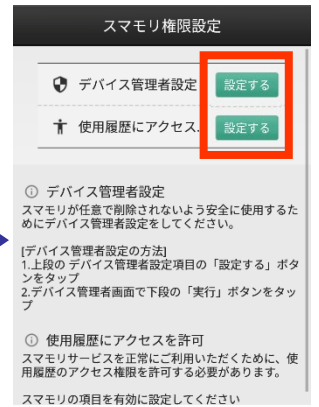 スマモリ権限設定
デバイス管理者設定 設定する
使用履歴にアクセス. 設定する
デバイス管理者設定
スマモリが任意で削除されないよう安全に使用するた
めにデバイス管理者設定をしてください。
[デバイス管理者設定の方法]
1.上段の デバイス管理者設定項目の「設定する」ボタ
ンをタップ
2.デバイス管理者画面で下段の「実行」ボタンをタッ
プ
使用履歴にアクセスを許可
スマモリサービスを正常にご利用いただくために、使
用履歴のアクセス権限を許可する必要があります。
スマモリの項目を有効に設定してください